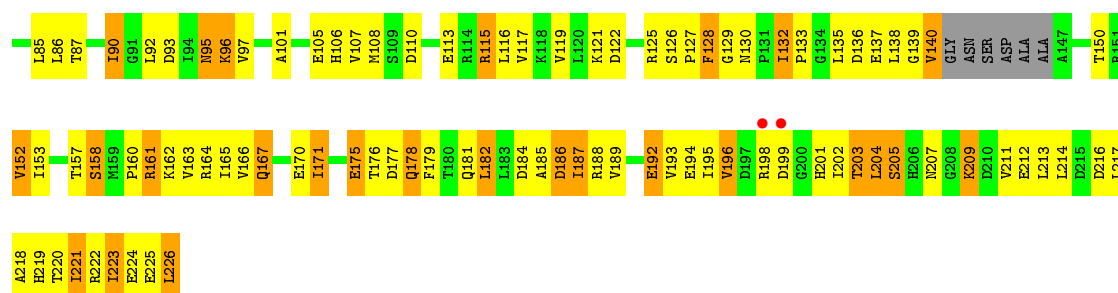 L85 L86 T87 I90 G91 L92 D93 I94 N95 K96 V97 A101 E105 H106 V107 M108 S109 D110 E113 R114 R115 L116 V117 K118 V119 L120 K121 D122 R125 S126 P127 F128 G129 N130 P131 I132 P133 G134 L135 D136 E137 L138 G139 V140 GLY ASN SER ASP ALA ALA A147 T150 R151
V152 I153 T157 S158 M159 P160 R161 K162 V163 R164 I165 V166 Q167 E170 I171 E175 T176 D177 Q178 F179 T180 Q181 L182 L183 D184 A185 D186 I187 R188 V189 E192 V193 E194 I195 V196 D197 R198 D199 G200 H201 I202 T203 L204 S205 H206 N207 G208 K209 D210 V211 E212 L213 L214 D215 D216 L217
A218 H219 T220 I221 R222 I223 E224 E225 L226